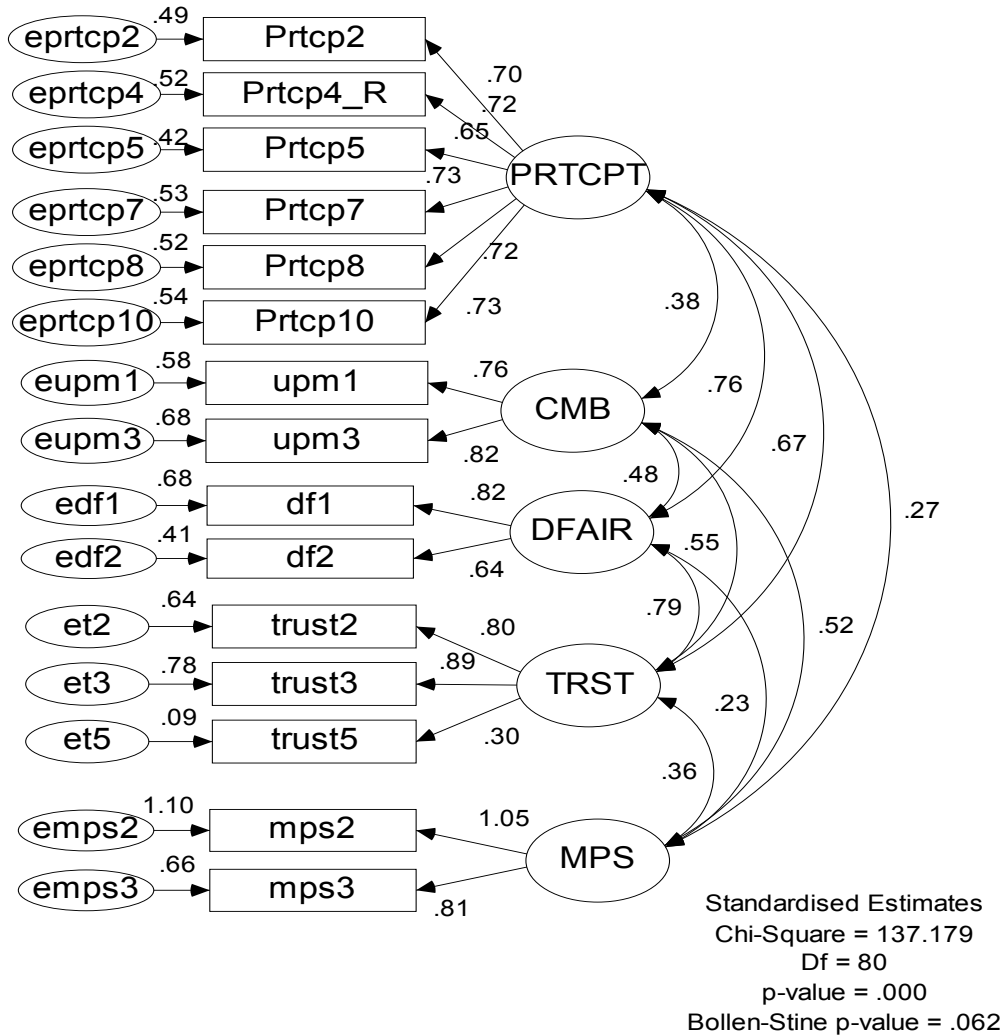 .49
eprtcp2 Prtcp2
.70
.52
eprtcp4 Prtcp4_R
.72
.42
eprtcp5 Prtcp5
.65
PRTCPT
.53
eprtcp7 Prtcp7
.73
.52
eprtcp8 Prtcp8
.72
.54
eprtcp10 Prtcp10
.73
.38
.58
eupm1 upm1
.76
CMB
.76
.68
eupm3 upm3
.82
.67
.48
.68
edf1 df1
.82
DFAIR
.27
.41
edf2 df2
.64
.55
.79
.64
et2 trust2
.80
.52
.78
et3 trust3
.89
TRST
.23
.09
et5 trust5
.30
.36
1.10
emps2 mps2
1.05
MPS
.66
emps3 mps3
.81
Standardised Estimates
Chi-Square = 137.179
Df = 80
p-value = .000
Bollen-Stine p-value = .062